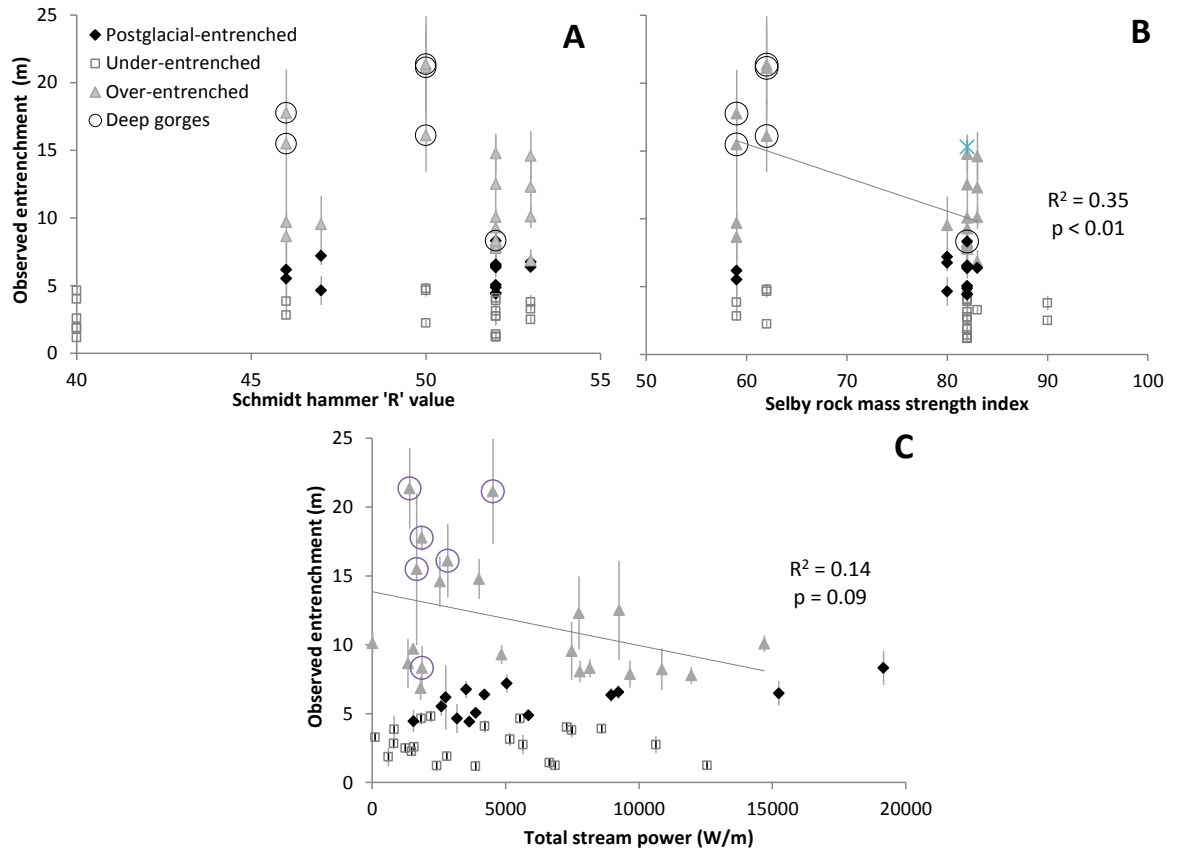 25
20
15
10
5
0
Observed entrenchment (m)
Postglacial-entrenched
Under-entrenched
Over-entrenched
Deep gorges
A
40
45
50
55
Schmidt hammer 'R' value
B
R² = 0.35
p < 0.01
50
60
70
80
90
100
Selby rock mass strength index
C
25
20
15
10
5
0
Observed entrenchment (m)
R² = 0.14
p = 0.09
0
5000
10000
15000
20000
Total stream power (W/m)